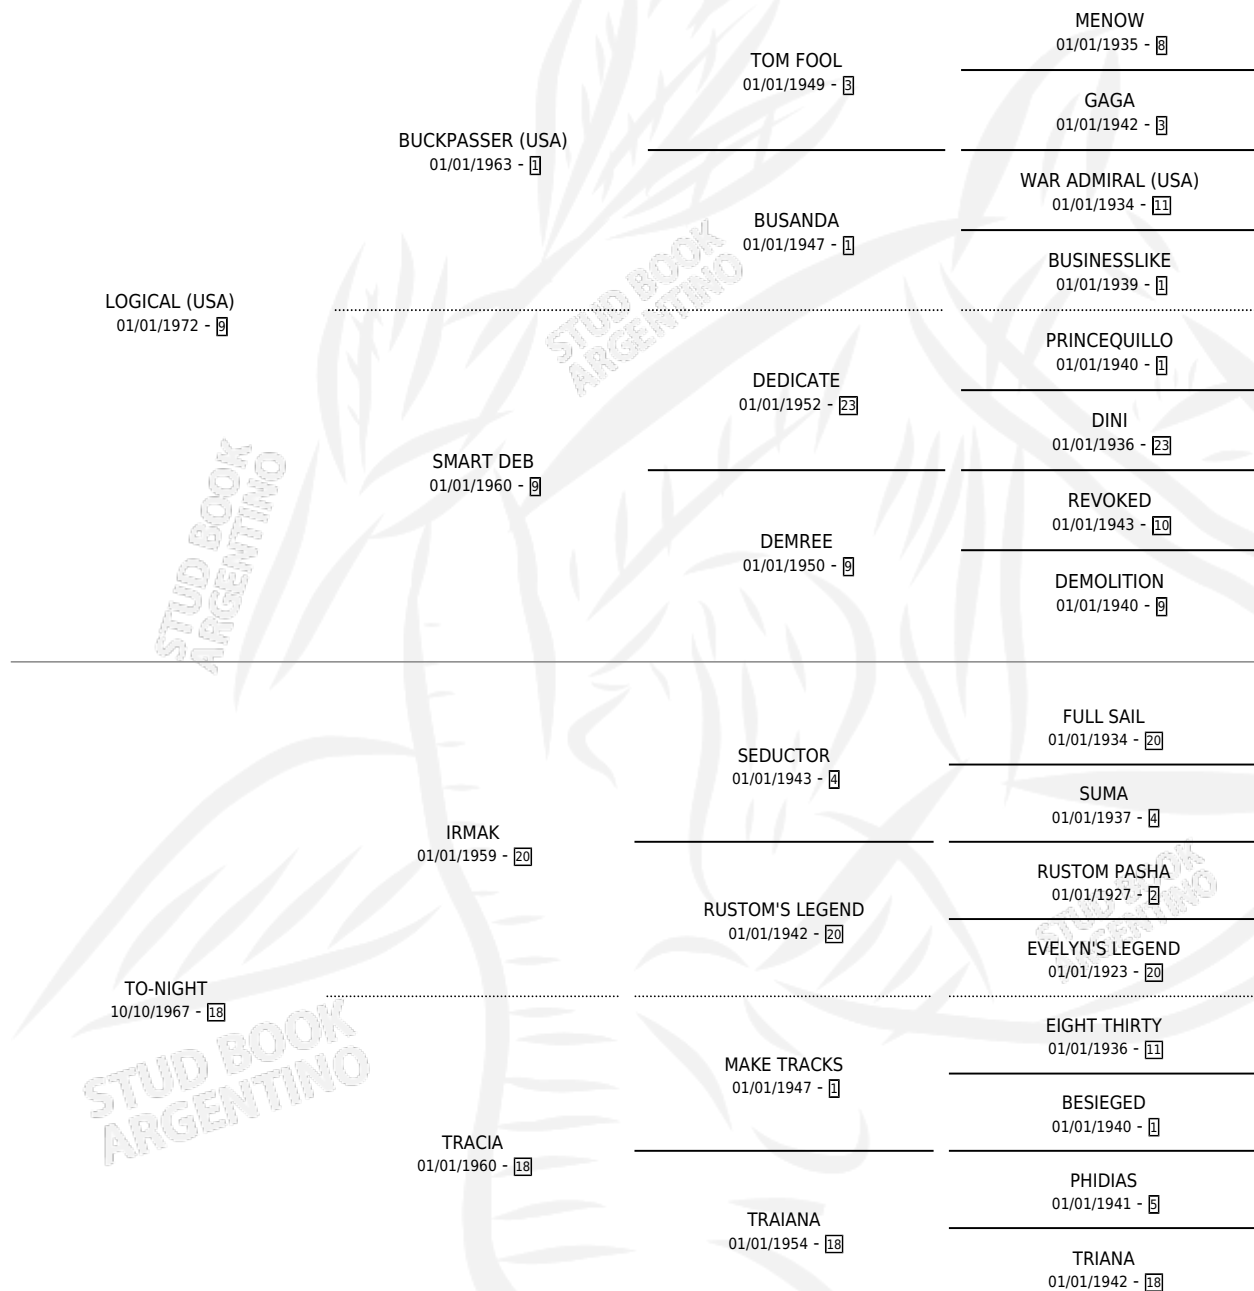 MENOW
01/01/1935 - 8
TOM FOOL
01/01/1949 - 3
GAGA
01/01/1942 - 3
BUCKPASSER (USA)
01/01/1963 - 1
WAR ADMIRAL (USA)
01/01/1934 - 11
BUSANDA
01/01/1947 - 1
BUSINESSLIKE
01/01/1939 - 1
LOGICAL (USA)
01/01/1972 - 9
PRINCEQUILLO
01/01/1940 - 1
DEDICATE
01/01/1952 - 23
DINI
01/01/1936 - 23
SMART DEB
01/01/1960 - 9
REVOKED
01/01/1943 - 10
DEMREE
01/01/1950 - 9
DEMOLITION
01/01/1940 - 9
FULL SAIL
01/01/1934 - 20
SEDUCTOR
01/01/1943 - 4
SUMA
01/01/1937 - 4
IRMAK
01/01/1959 - 20
RUSTOM PASHA
01/01/1927 - 2
RUSTOM'S LEGEND
01/01/1942 - 20
EVELYN'S LEGEND
01/01/1923 - 20
TO-NIGHT
10/10/1967 - 18
EIGHT THIRTY
01/01/1936 - 11
MAKE TRACKS
01/01/1947 - 1
BESIEGED
01/01/1940 - 1
TRACIA
01/01/1960 - 18
PHIDIAS
01/01/1941 - 5
TRAIANA
01/01/1954 - 18
TRIANA
01/01/1942 - 18
STUD BOOK
ARGENTINO
STUD BOOK
ARGENTINO
STUD BOOK
ARGENTINO
STUD BOOK
ARGENTINO